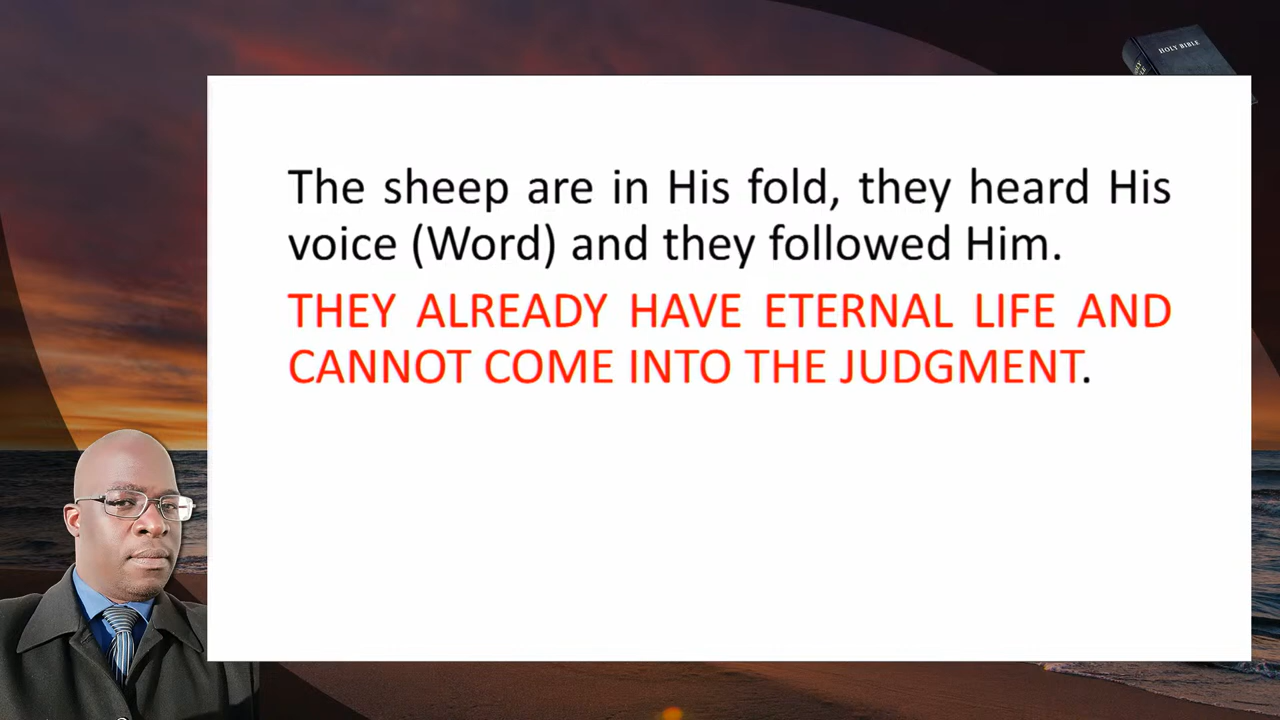 HOLY BIBLE
The sheep are in His fold, they heard His
voice (Word) and they followed Him.
THEY ALREADY HAVE ETERNAL LIFE AND
CANNOT COME INTO THE JUDGMENT.